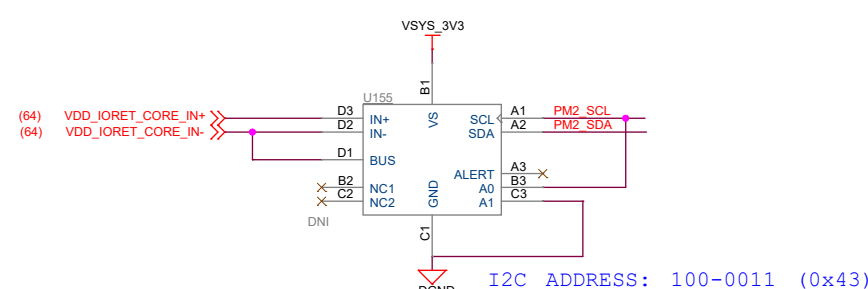 VSYS_3V3
B1
U155
(64) VDD_IORET_CORE_IN+ D3 IN+ VS SCL A1 PM2_SCL
(64) VDD_IORET_CORE_IN- D2 IN- SDA A2 PM2_SDA
D1 BUS
ALERT A3
B2 NC1 A0 B3
C2 NC2 GND A1 C3
DNI
C1
DGND
I2C ADDRESS: 100-0011 (0x43)